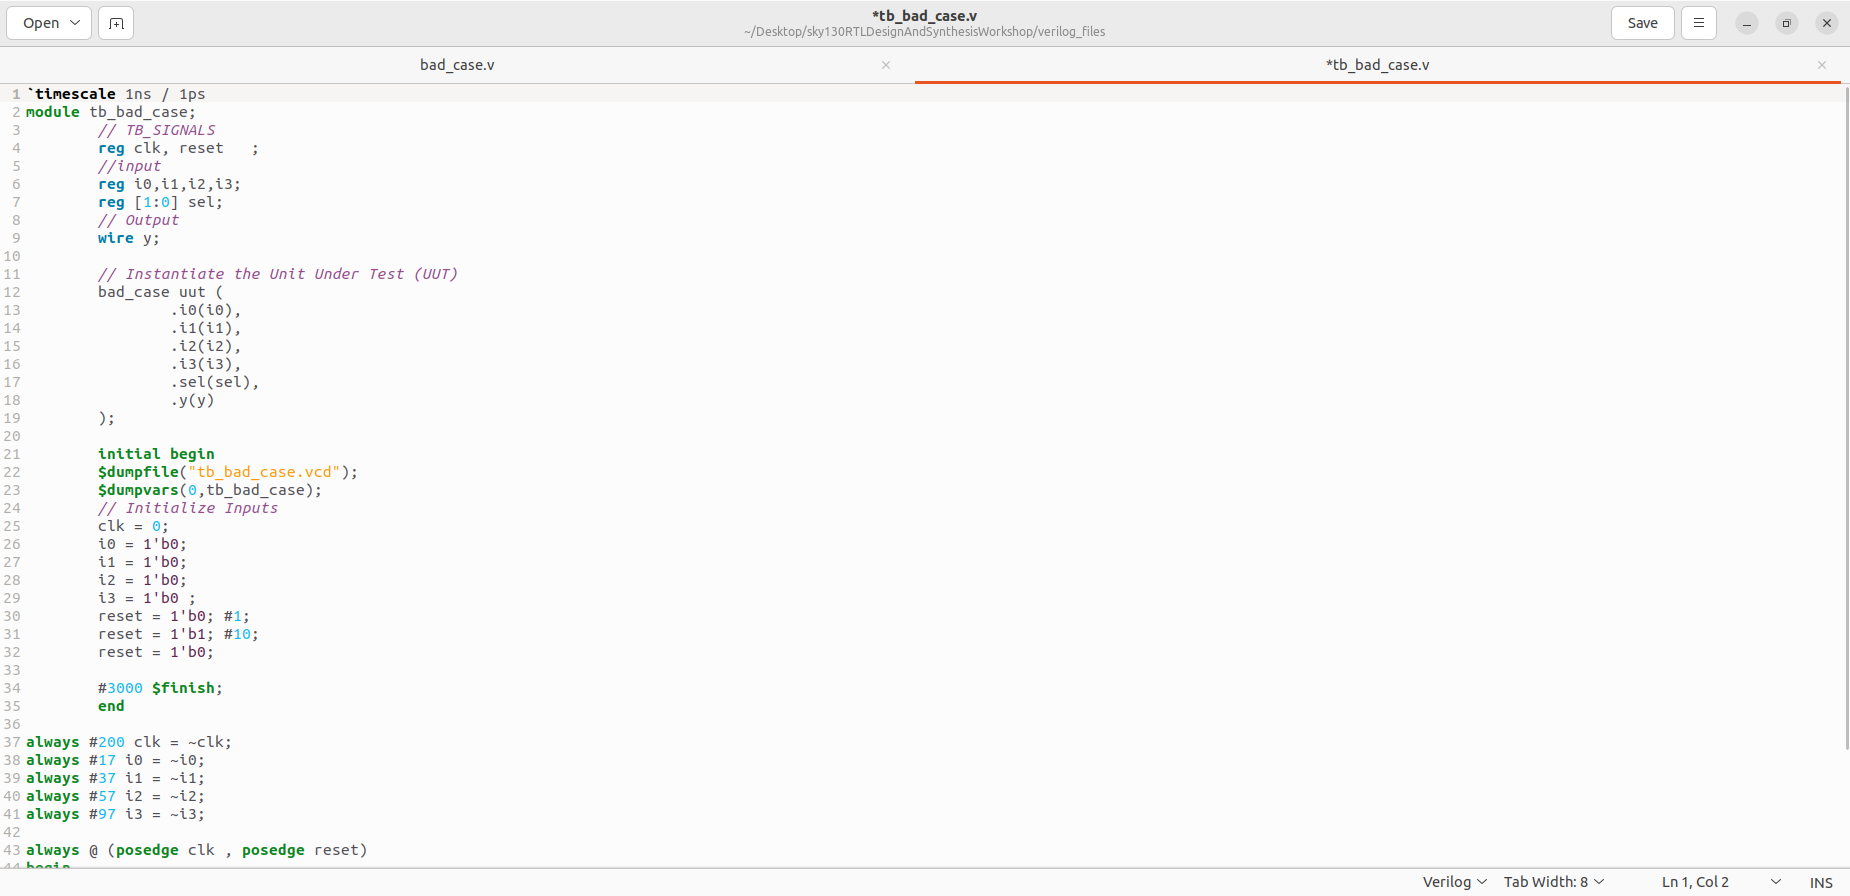 Open
*tb_bad_case.v
~/Desktop/sky130RTLDesignAndSynthesisWorkshop/verilog_files
Save
bad_case.v
*tb_bad_case.v
1 `timescale 1ns / 1ps
2 module tb_bad_case;
3 // TB_SIGNALS
4 reg clk, reset   ;
5 //input
6 reg i0,i1,i2,i3;
7 reg [1:0] sel;
8 // Output
9 wire y;
10
11 // Instantiate the Unit Under Test (UUT)
12 bad_case uut (
13 .i0(i0),
14 .i1(i1),
15 .i2(i2),
16 .i3(i3),
17 .sel(sel),
18 .y(y)
19 );
20
21 initial begin
22 $dumpfile("tb_bad_case.vcd");
23 $dumpvars(0,tb_bad_case);
24 // Initialize Inputs
25 clk = 0;
26 i0 = 1'b0;
27 i1 = 1'b0;
28 i2 = 1'b0;
29 i3 = 1'b0 ;
30 reset = 1'b0; #1;
31 reset = 1'b1; #10;
32 reset = 1'b0;
33
34 #3000 $finish;
35 end
36
37 always #200 clk = ~clk;
38 always #17 i0 = ~i0;
39 always #37 i1 = ~i1;
40 always #57 i2 = ~i2;
41 always #97 i3 = ~i3;
42
43 always @ (posedge clk , posedge reset)
44 begin
Verilog Tab Width: 8 Ln 1, Col 2 INS